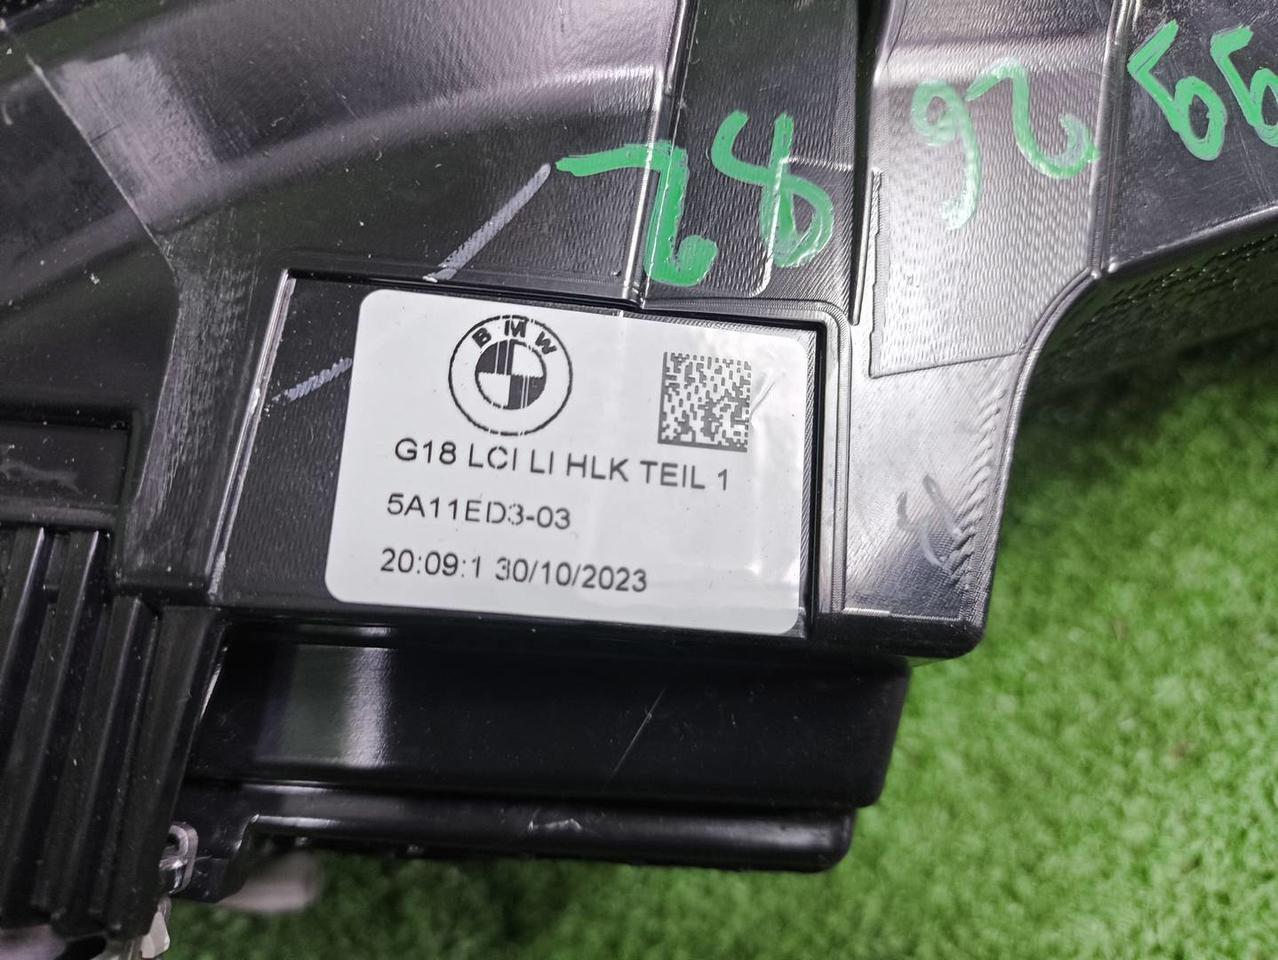 BMW
G18 LCI LI HLK TEIL 1
5A11ED3-03
20:09:1 30/10/2023